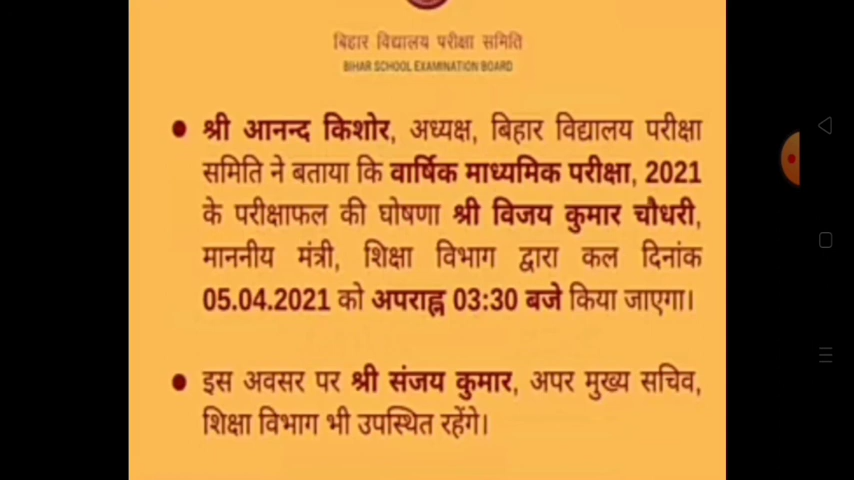 बिहार विद्यालय परीक्षा समिति
BIHAR SCHOOL EXAMINATION BOARD
• श्री आनन्द किशोर, अध्यक्ष, बिहार विद्यालय परीक्षा
समिति ने बताया कि वार्षिक माध्यमिक परीक्षा, 2021
के परीक्षाफल की घोषणा श्री विजय कुमार चौधरी,
माननीय मंत्री, शिक्षा विभाग द्वारा कल दिनांक
05.04.2021 को अपराह्न 03:30 बजे किया जाएगा।
• इस अवसर पर श्री संजय कुमार, अपर मुख्य सचिव,
शिक्षा विभाग भी उपस्थित रहेंगे।